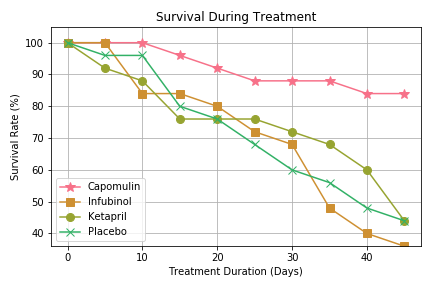 Survival During Treatment
Survival Rate (%)
100
90
80
70
60
50
40
Capomulin
Infubinol
Ketapril
Placebo
0
10
20
30
40
Treatment Duration (Days)